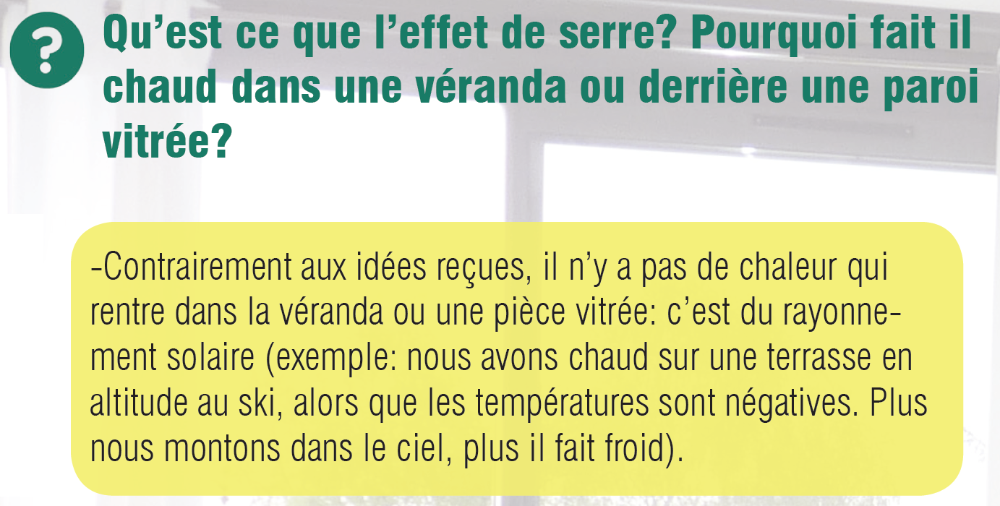 ?
Qu’est ce que l’effet de serre? Pourquoi fait il
chaud dans une véranda ou derrière une paroi
vitrée?
-Contrairement aux idées reçues, il n’y a pas de chaleur qui
rentre dans la véranda ou une pièce vitrée: c’est du rayonne-
ment solaire (exemple: nous avons chaud sur une terrasse en
altitude au ski, alors que les températures sont négatives. Plus
nous montons dans le ciel, plus il fait froid).